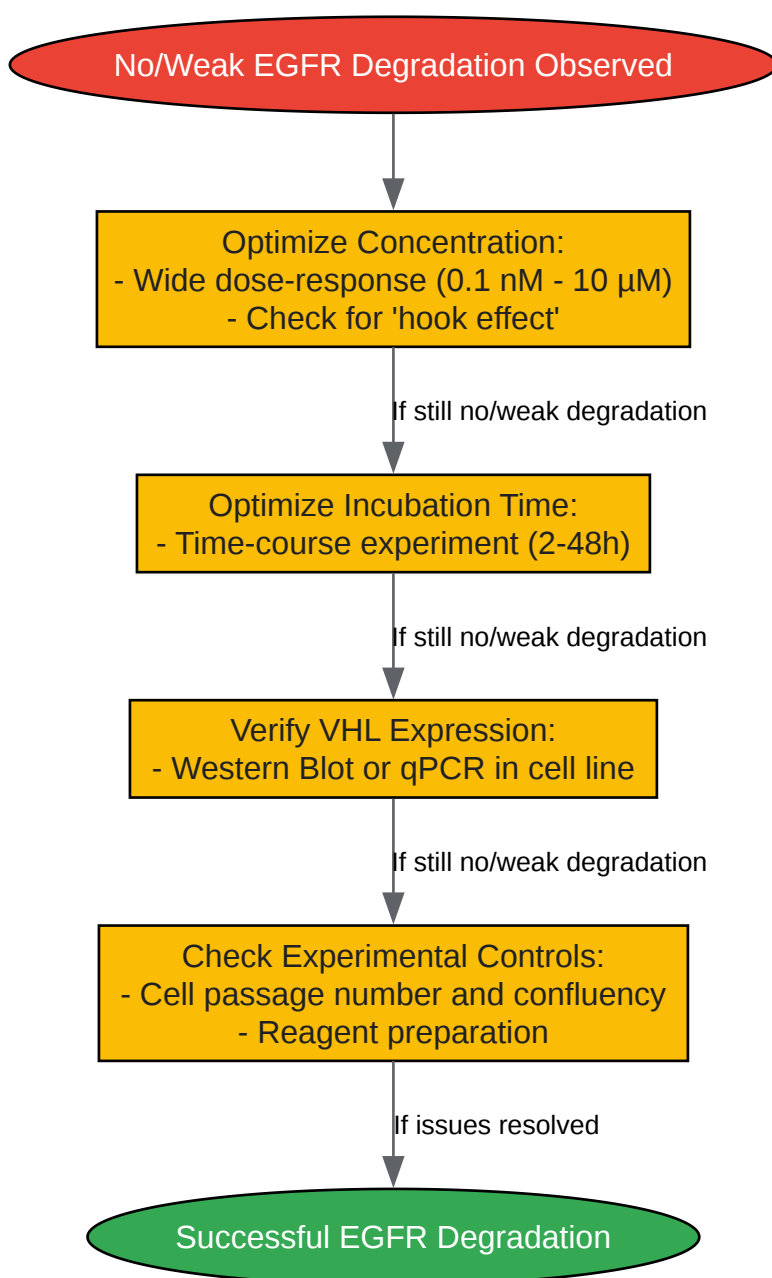 No/Weak EGFR Degradation Observed
Optimize Concentration:
- Wide dose-response (0.1 nM - 10 µM)
- Check for 'hook effect'
If still no/weak degradation
Optimize Incubation Time:
- Time-course experiment (2-48h)
If still no/weak degradation
Verify VHL Expression:
- Western Blot or qPCR in cell line
If still no/weak degradation
Check Experimental Controls:
- Cell passage number and confluency
- Reagent preparation
If issues resolved
Successful EGFR Degradation